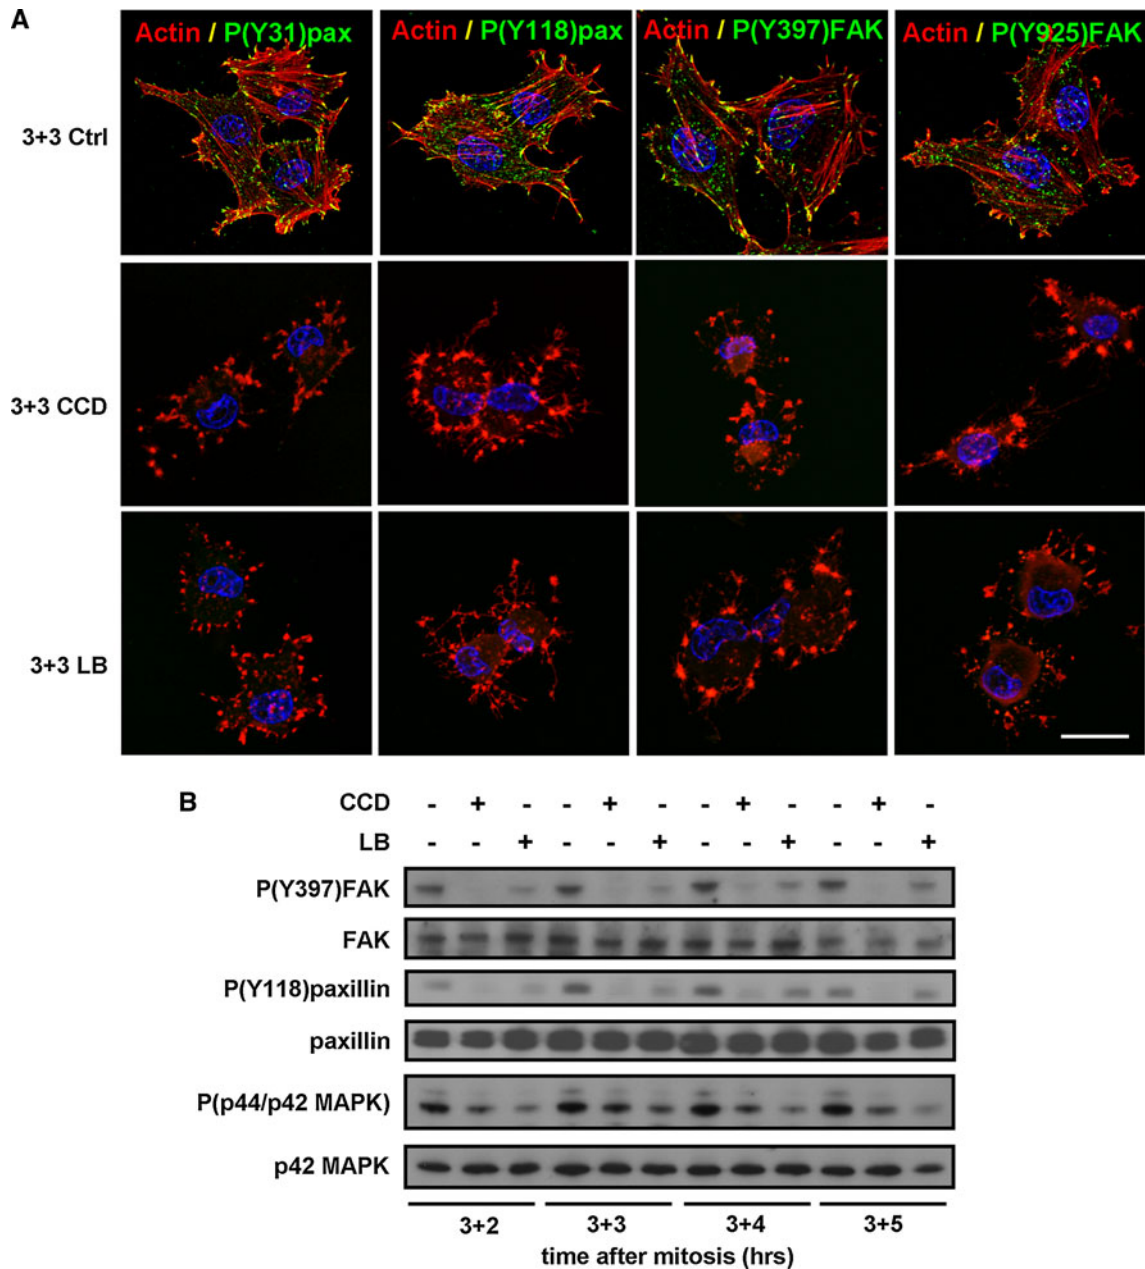 A
Actin / P(Y31)pax
Actin / P(Y118)pax
Actin / P(Y397)FAK
Actin / P(Y925)FAK
3+3 Ctrl
3+3 CCD
3+3 LB
B
CCD - + - - + - - + - - + -
LB - - + - - + - - + - - +
P(Y397)FAK
FAK
P(Y118)paxillin
paxillin
P(p44/p42 MAPK)
p42 MAPK
3+2 3+3 3+4 3+5
time after mitosis (hrs)